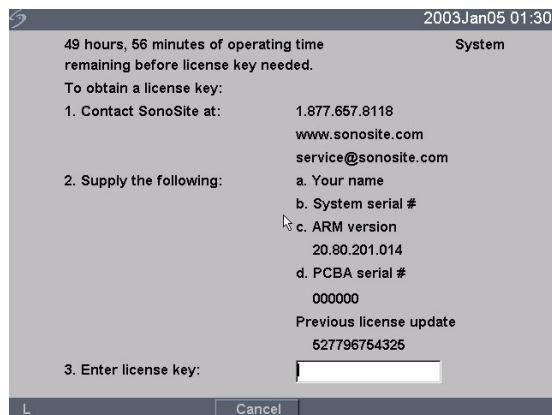 2003Jan05 01:30
49 hours, 56 minutes of operating time System
remaining before license key needed.
To obtain a license key:
1. Contact SonoSite at: 1.877.657.8118
www.sonosite.com
service@sonosite.com
2. Supply the following: a. Your name
b. System serial #
c. ARM version
20.80.201.014
d. PCBA serial #
000000
Previous license update
527796754325
3. Enter license key:
L Cancel